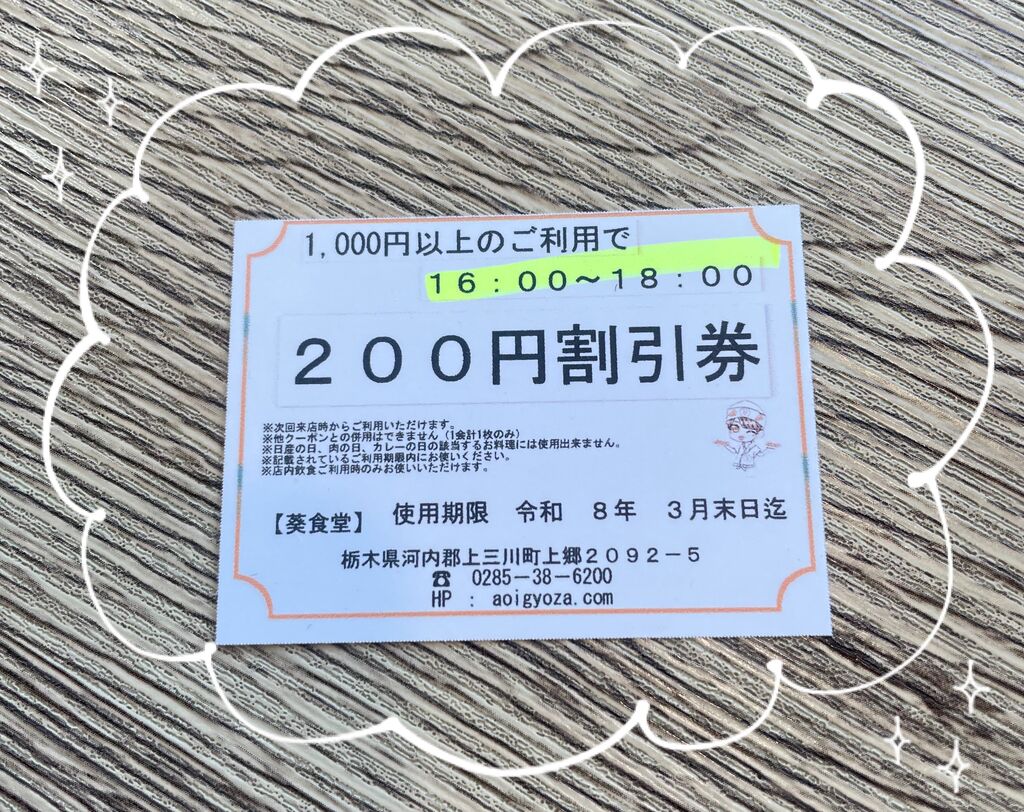 1,000円以上のご利用で
16:00～18:00
200円割引券
※次回来店時からご利用いただけます。
※他クーポンとの併用はできません（1会計1枚のみ）
※日産の日、肉の日、カレーの日の該当するお料理には使用出来ません。
※記載されているご利用期限内にお使いください。
※店内飲食ご利用時のみお使いいただけます。
【葵食堂】 使用期限 令和 8年 3月末日迄
栃木県河内郡上三川町上郷2092－5
☎ 0285－38－6200
HP : aoigyoza.com